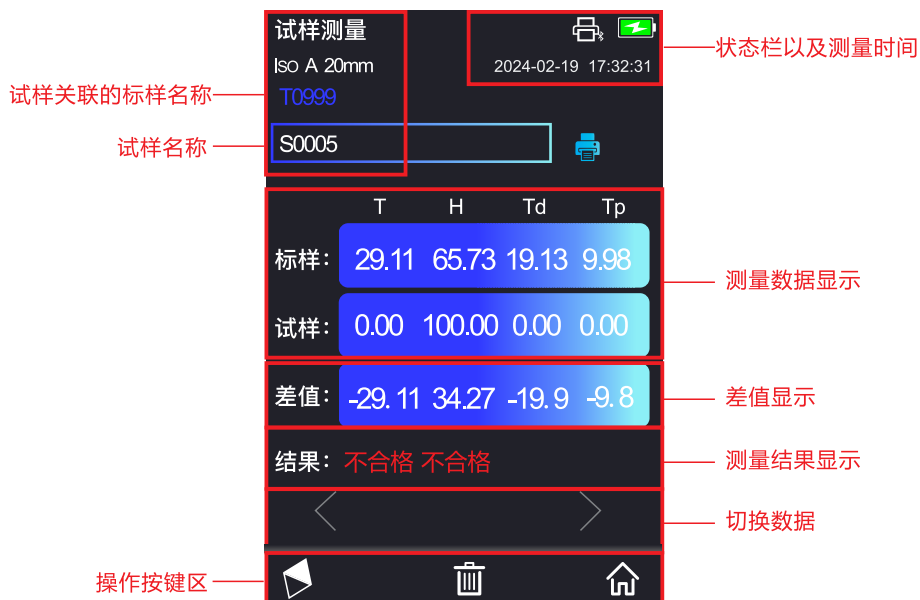 试样测量
Iso A 20mm
2024-02-19 17:32:31
状态栏以及测量时间
试样关联的标样名称
T0999
试样名称
S0005
T H Td Tp
标样： 29.11 65.73 19.13 9.98
测量数据显示
试样： 0.00 100.00 0.00 0.00
差值： -29.11 34.27 -19.9 -9.8
差值显示
结果： 不合格 不合格
测量结果显示
切换数据
操作按键区